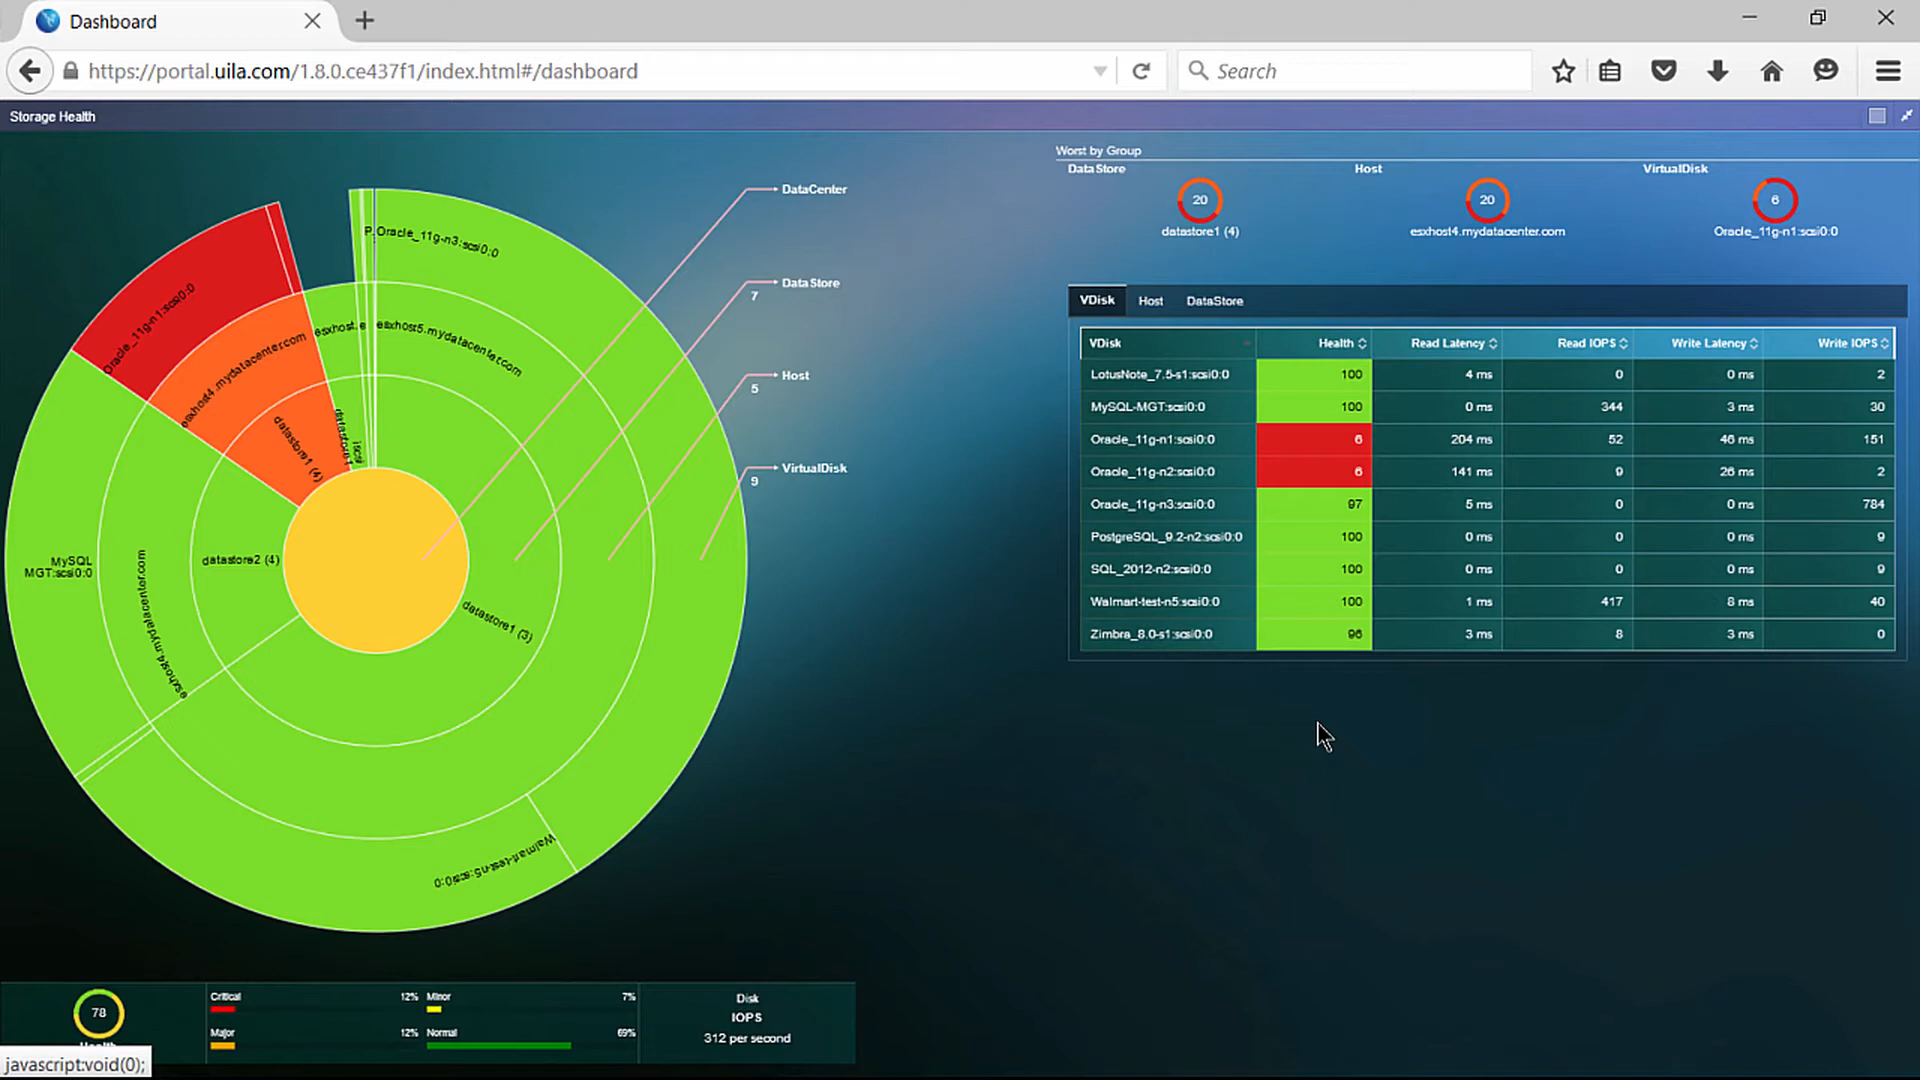 Dashboard
https://portal.uila.com/1.8.0.ce437f1/index.html#/dashboard
Search
Storage Health
DataCenter
DataStore
7
Host
5
VirtualDisk
9
P.
Oracle_11g-n3:scsi0:0
Oracle_11g-n1:scsi0:0
esxhost4.mydatacenter.com
esxhost.e
esxhost5.mydatacenter.com
datastore1 (4)
datastore1
iscsi
datastore2 (4)
MySQL
MGT:scsi0:0
esxhost4.mydatacenter.com
datastore1 (3)
Walmart-test-n5:scsi0:0
Worst by Group
DataStore Host VirtualDisk
20 20 6
datastore1 (4) esxhost4.mydatacenter.com Oracle_11g-n1:scsi0:0
VDisk Host DataStore
VDisk Health Read Latency Read IOPS Write Latency Write IOPS
LotusNote_7.5-s1:scsi0:0 100 4 ms 0 0 ms 2
MySQL-MGT:scsi0:0 100 0 ms 344 3 ms 30
Oracle_11g-n1:scsi0:0 6 204 ms 52 46 ms 151
Oracle_11g-n2:scsi0:0 6 141 ms 9 26 ms 2
Oracle_11g-n3:scsi0:0 97 5 ms 0 0 ms 784
PostgreSQL_9.2-n2:scsi0:0 100 0 ms 0 0 ms 9
SQL_2012-n2:scsi0:0 100 0 ms 0 0 ms 9
Walmart-test-n5:scsi0:0 100 1 ms 417 8 ms 40
Zimbra_8.0-s1:scsi0:0 96 3 ms 8 3 ms 0
78
Critical 12% Minor 7%
Major 12% Normal 69%
Disk
IOPS
312 per second
javascript:void(0);